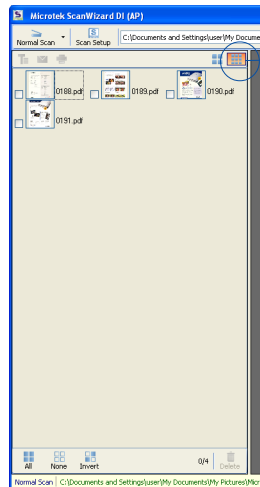 Microtek ScanWizard DI (AP)
Normal Scan Scan Setup C:\Documents and Settings\user\My Docume
0188.pdf 0189.pdf 0190.pdf
0191.pdf
All None Invert 0/4 Delete
Normal Scan C:\Documents and Settings\user\My Documents\My Pictures\Micr